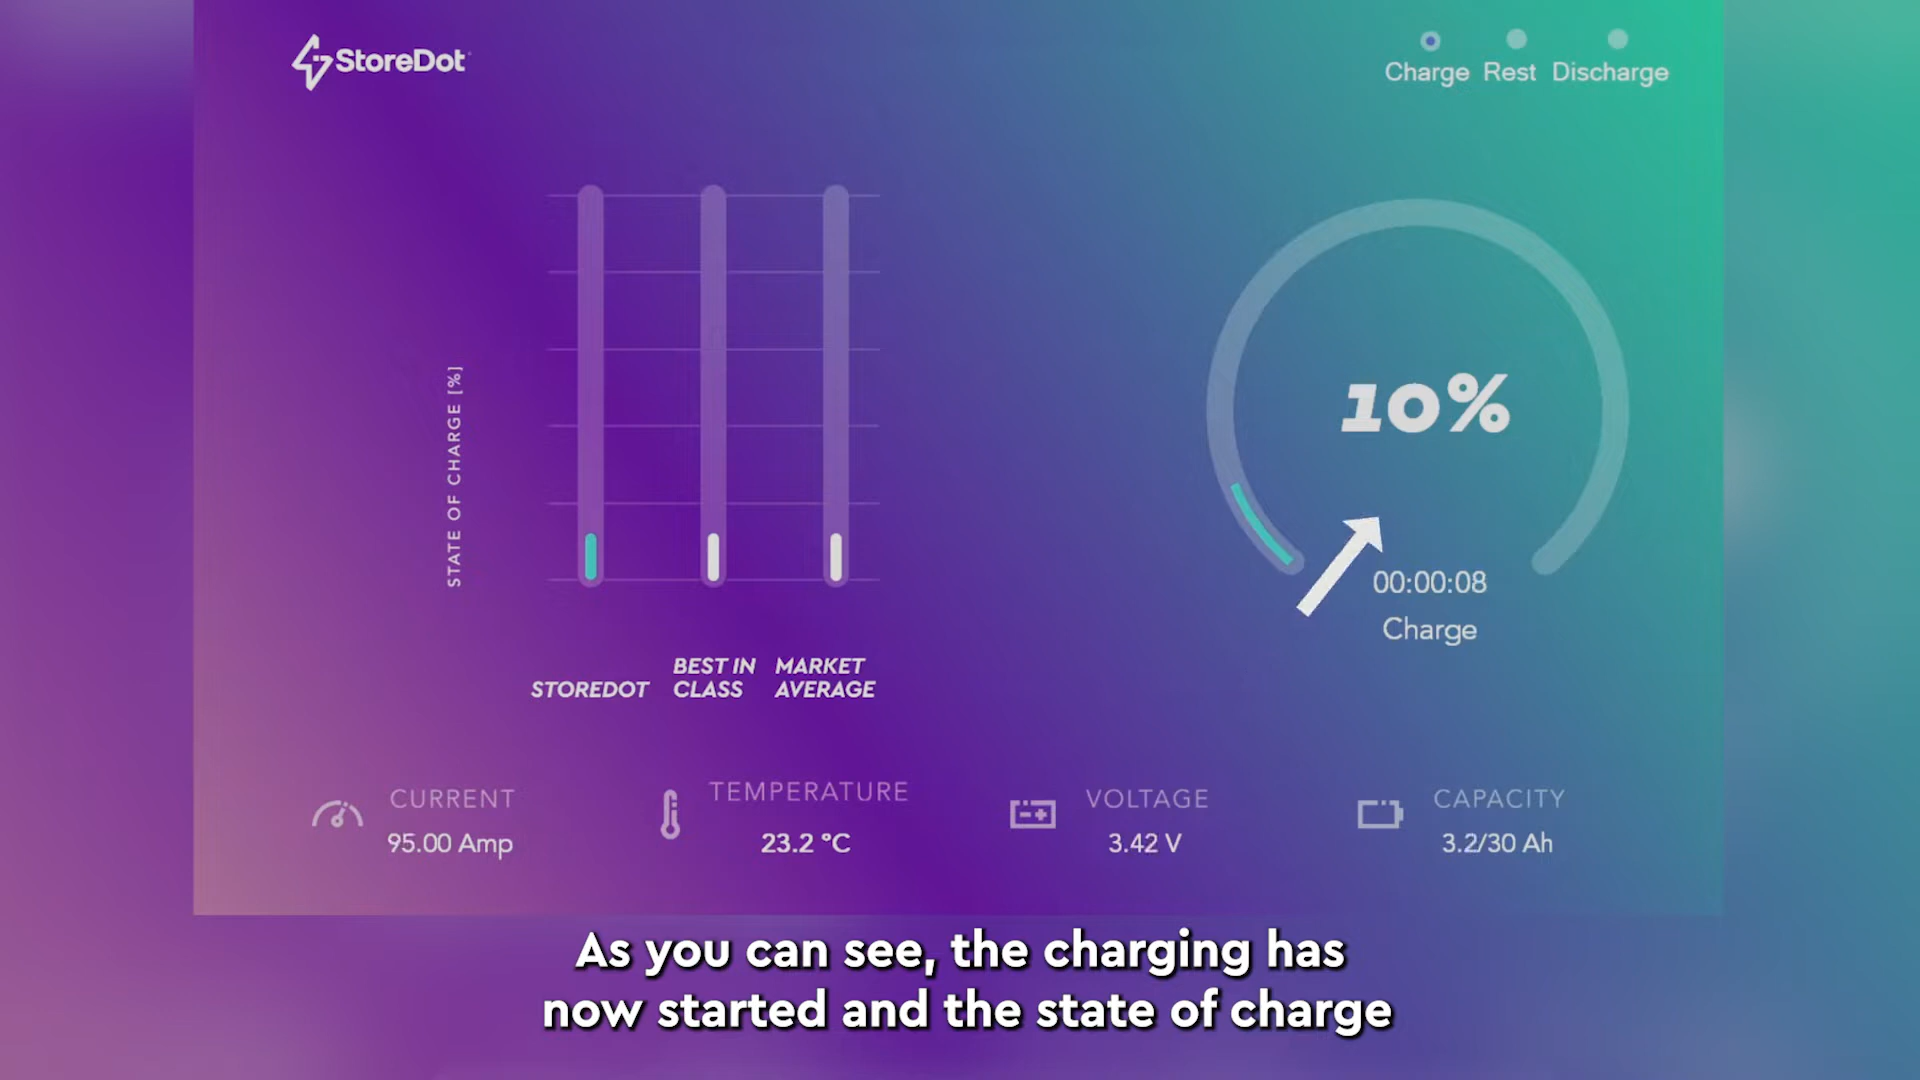 StoreDot
Charge Rest Discharge
STATE OF CHARGE [%]
10%
00:00:08
Charge
STOREDOT
BEST IN
CLASS
MARKET
AVERAGE
CURRENT
95.00 Amp
TEMPERATURE
23.2 °C
VOLTAGE
3.42 V
CAPACITY
3.2/30 Ah
As you can see, the charging has
now started and the state of charge